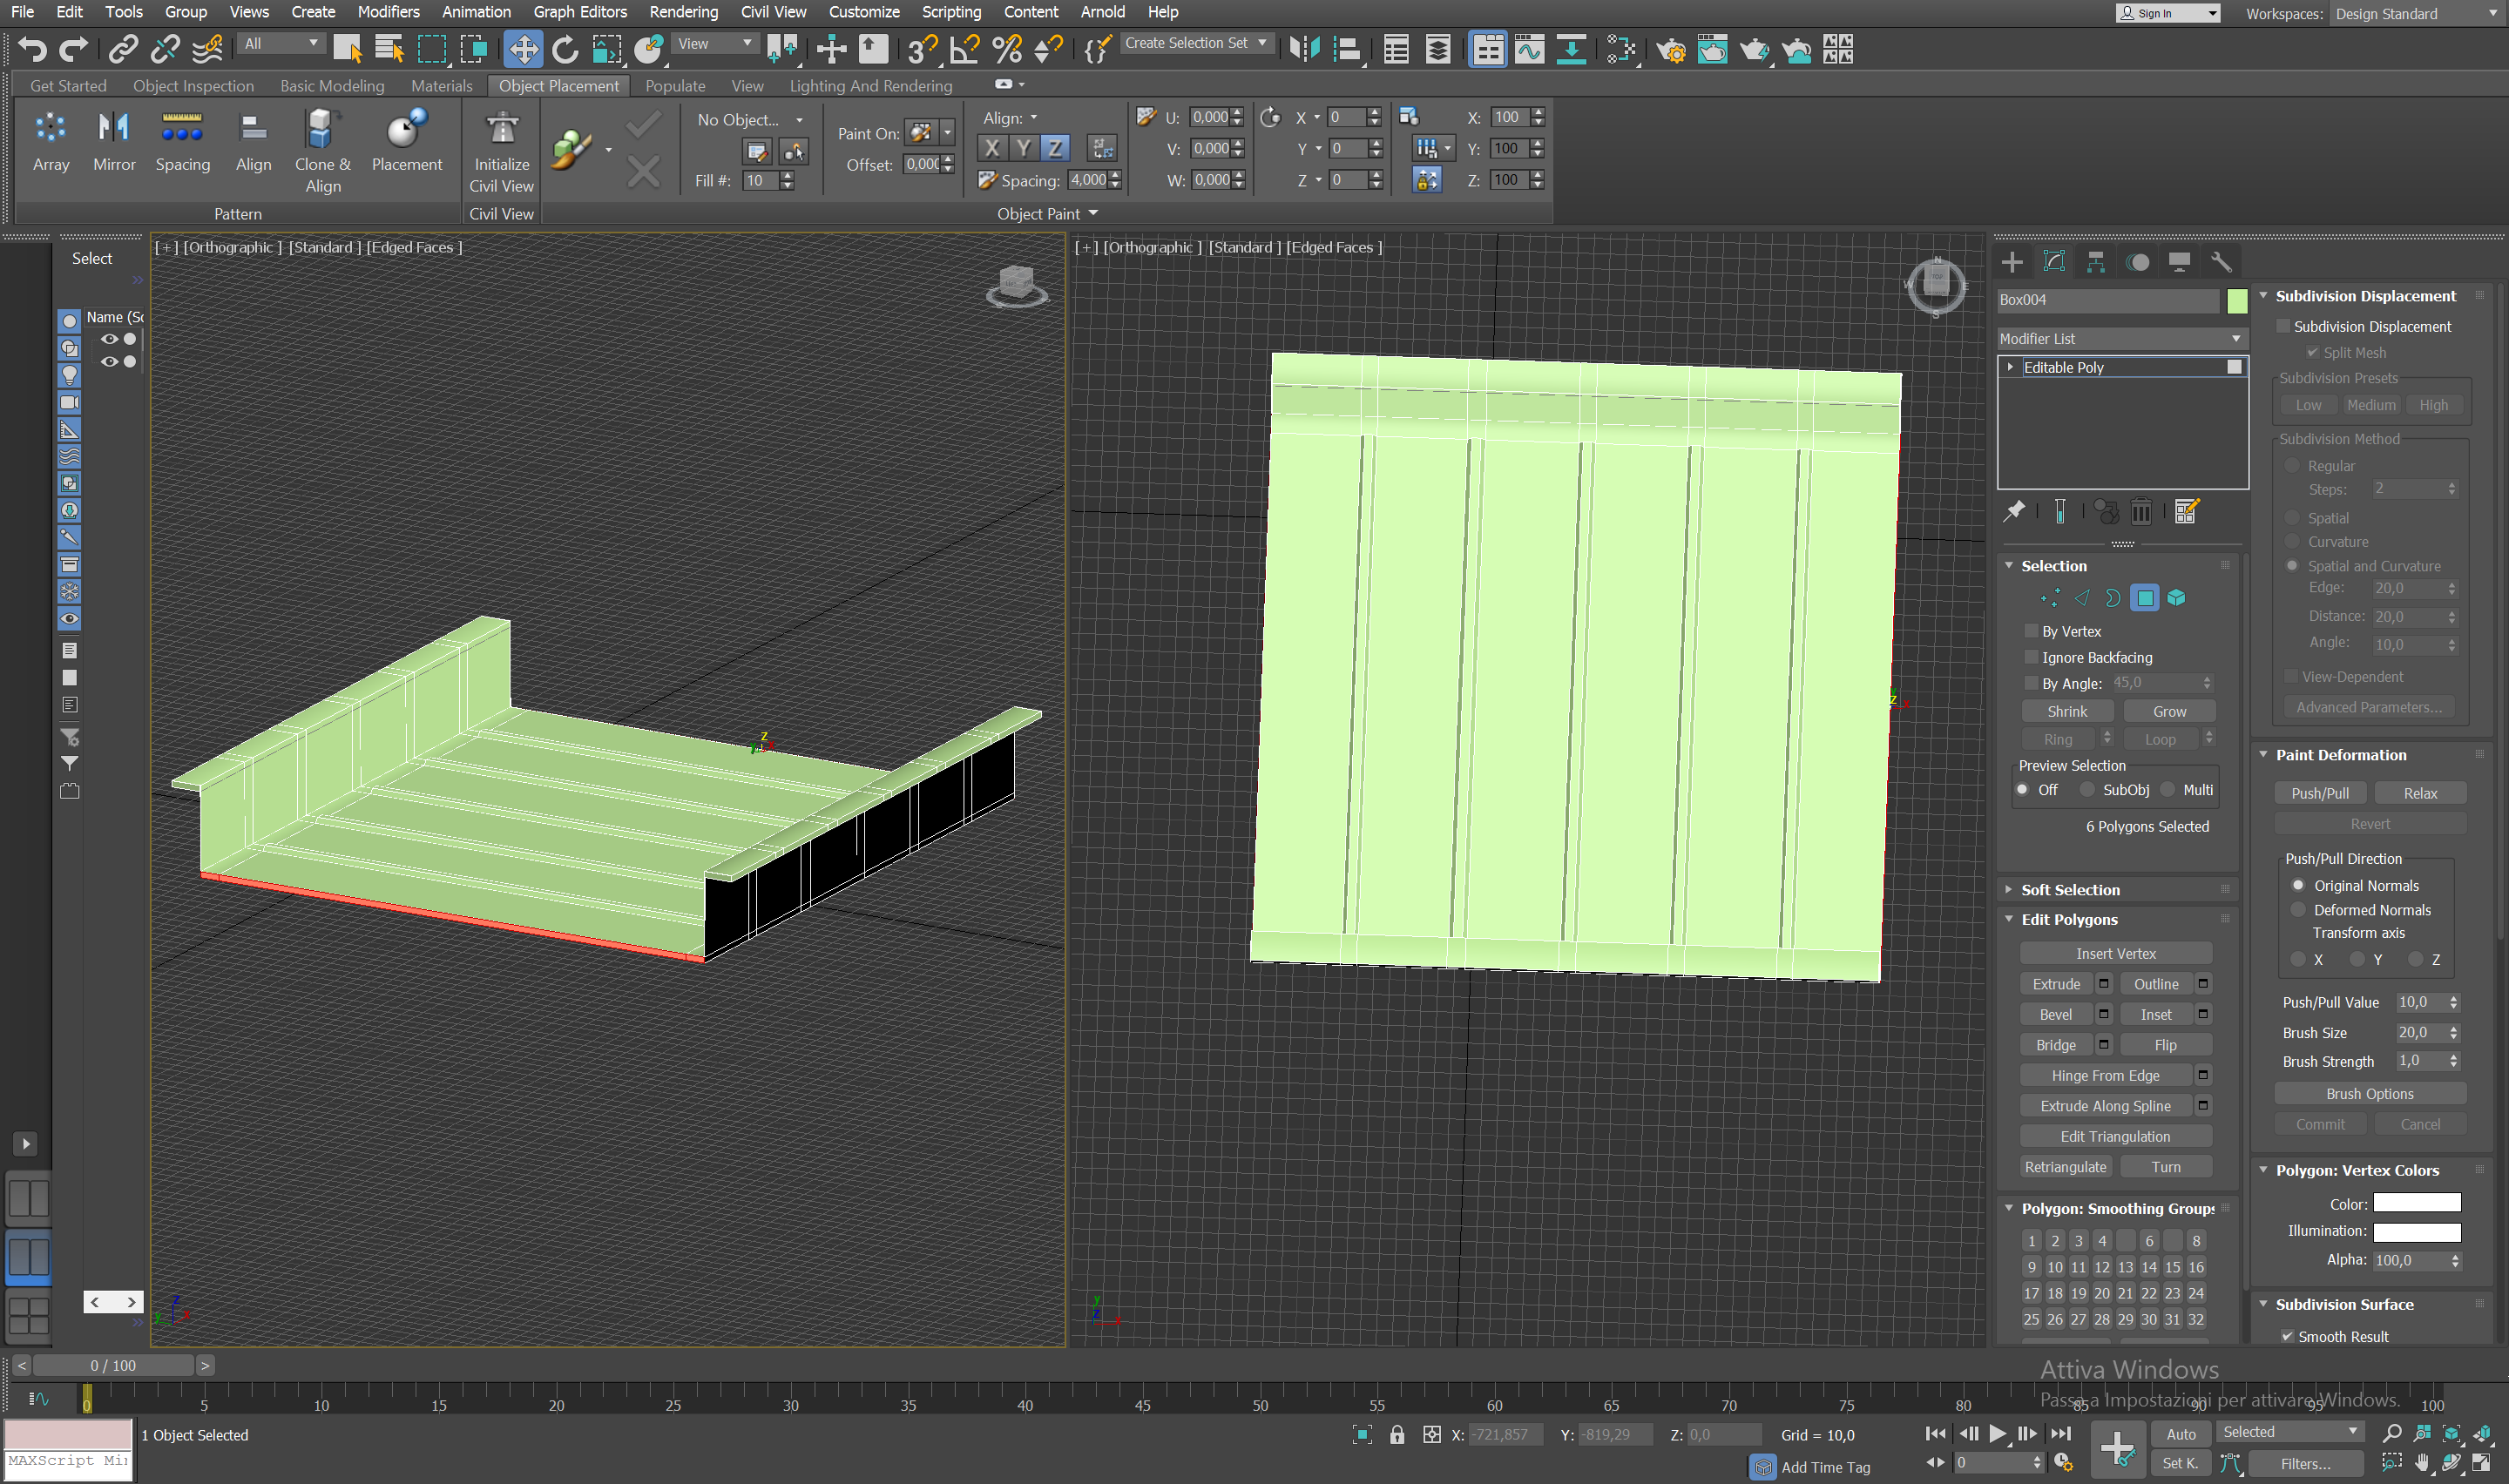 File Edit Tools Group Views Create Modifiers Animation Graph Editors Rendering Civil View Customize Scripting Content Arnold Help
Sign In Workspaces: Design Standard
All View Create Selection Set
Get Started Object Inspection Basic Modeling Materials Object Placement Populate View Lighting And Rendering
No Object... Paint On: Align: U: 0,000 X 0 X: 100
X Y Z V: 0,000 Y 0 Y: 100
Array Mirror Spacing Align Clone & Align Placement Initialize Civil View Offset: 0,000
Fill #: 10 Spacing: 4,000 W: 0,000 Z 0 Z: 100
Pattern Civil View Object Paint
Select
Name (Sc
[+] [Orthographic ] [Standard ] [Edged Faces ]
[+] [Orthographic ] [Standard ] [Edged Faces ]
N
W E
S
Z
Z
Box004
Modifier List
Editable Poly
Selection
By Vertex
Ignore Backfacing
By Angle: 45,0
Shrink Grow
Ring Loop
Preview Selection
Off SubObj Multi
6 Polygons Selected
Soft Selection
Edit Polygons
Insert Vertex
Extrude Outline
Bevel Inset
Bridge Flip
Hinge From Edge
Extrude Along Spline
Edit Triangulation
Retriangulate Turn
Polygon: Smoothing Groups
1 2 3 4 6 8
9 10 11 12 13 14 15 16
17 18 19 20 21 22 23 24
25 26 27 28 29 30 31 32
Subdivision Displacement
Subdivision Displacement
Split Mesh
Subdivision Presets
Low Medium High
Subdivision Method
Regular
Steps: 2
Spatial
Curvature
Spatial and Curvature
Edge: 20,0
Distance: 20,0
Angle: 10,0
View-Dependent
Advanced Parameters...
Paint Deformation
Push/Pull Relax
Revert
Push/Pull Direction
Original Normals
Deformed Normals
Transform axis
X Y Z
Push/Pull Value 10,0
Brush Size 20,0
Brush Strength 1,0
Brush Options
Commit Cancel
Polygon: Vertex Colors
Color:
Illumination:
Alpha: 100,0
Subdivision Surface
Smooth Result
< >
< 0 / 100 >
Attiva Windows
Passa a Impostazioni per attivare Windows.
0 5 10 15 20 25 30 35 40 45 50 55 60 65 70 75 80 85 90 95 100
1 Object Selected X: -721,857 Y: -819,29 Z: 0,0 Grid = 10,0
Auto Selected
MAXScript Mi
Add Time Tag 0 Set K. Filters...